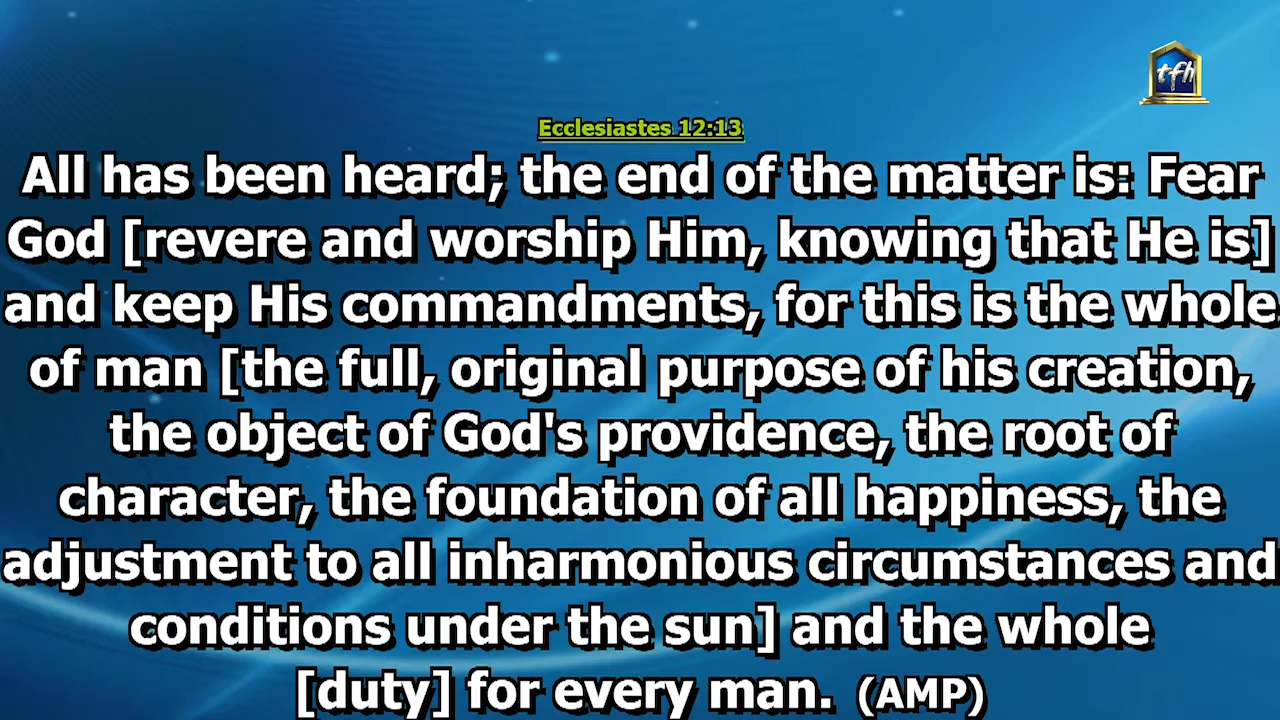 tfh
Ecclesiastes 12:13
All has been heard; the end of the matter is: Fear
God [revere and worship Him, knowing that He is]
and keep His commandments, for this is the whole
of man [the full, original purpose of his creation,
the object of God's providence, the root of
character, the foundation of all happiness, the
adjustment to all inharmonious circumstances and
conditions under the sun] and the whole
[duty] for every man. (AMP)